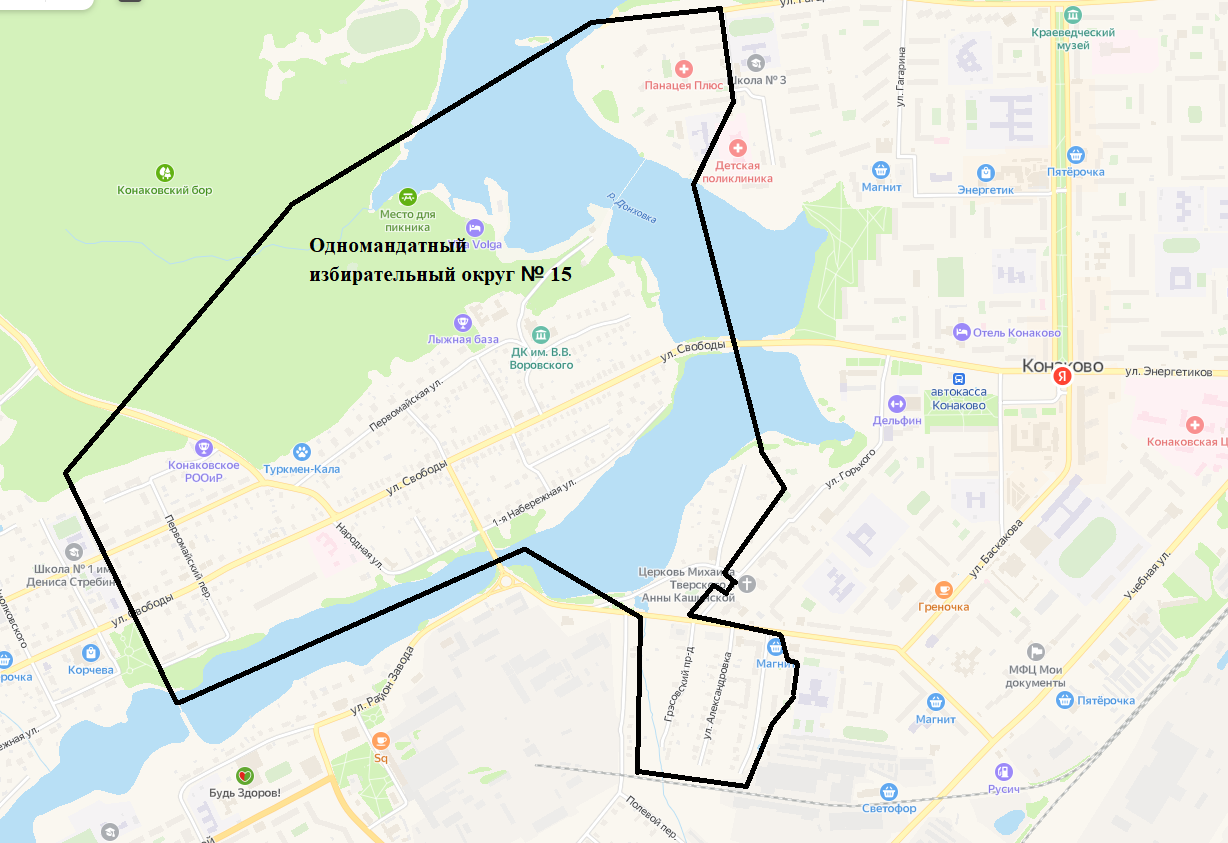 ул. Гагарина
Краеведческий
музей
Школа № 3
Панацея Плюс
ул. Гагарина
Детская
поликлиника
Магнит
Энергетик
Пятёрочка
Конаковский бор
Место для
пикника
р. Донховка
Volga
Одномандатный
избирательный округ № 15
Лыжная база
ДК им. В.В.
Воровского
ул. Свободы
Отель Конаково
Конаково
Я
ул. Энергетиков
автокасса
Конаково
Дельфин
Первомайская ул.
Конаковская Ц
Конаковское
РООиР
Туркмен-Кала
ул. Свободы
ул. Горького
1-я Набережная ул.
Первомайский пер.
Народная ул.
ул. Баскакова
Учебная ул.
Школа № 1 им.
Дениса Стребин
Церковь Михаила
Тверского
Анны Кашинской
ул. Свободы
Греночка
Корчева
рочка
Магнит
МФЦ Мои
документы
Грэсовский пр-д
ул. Александровка
Пятёрочка
Магнит
ул. Район Завода
Sq
Будь Здоров!
Русич
Светофор
Полевой пер.